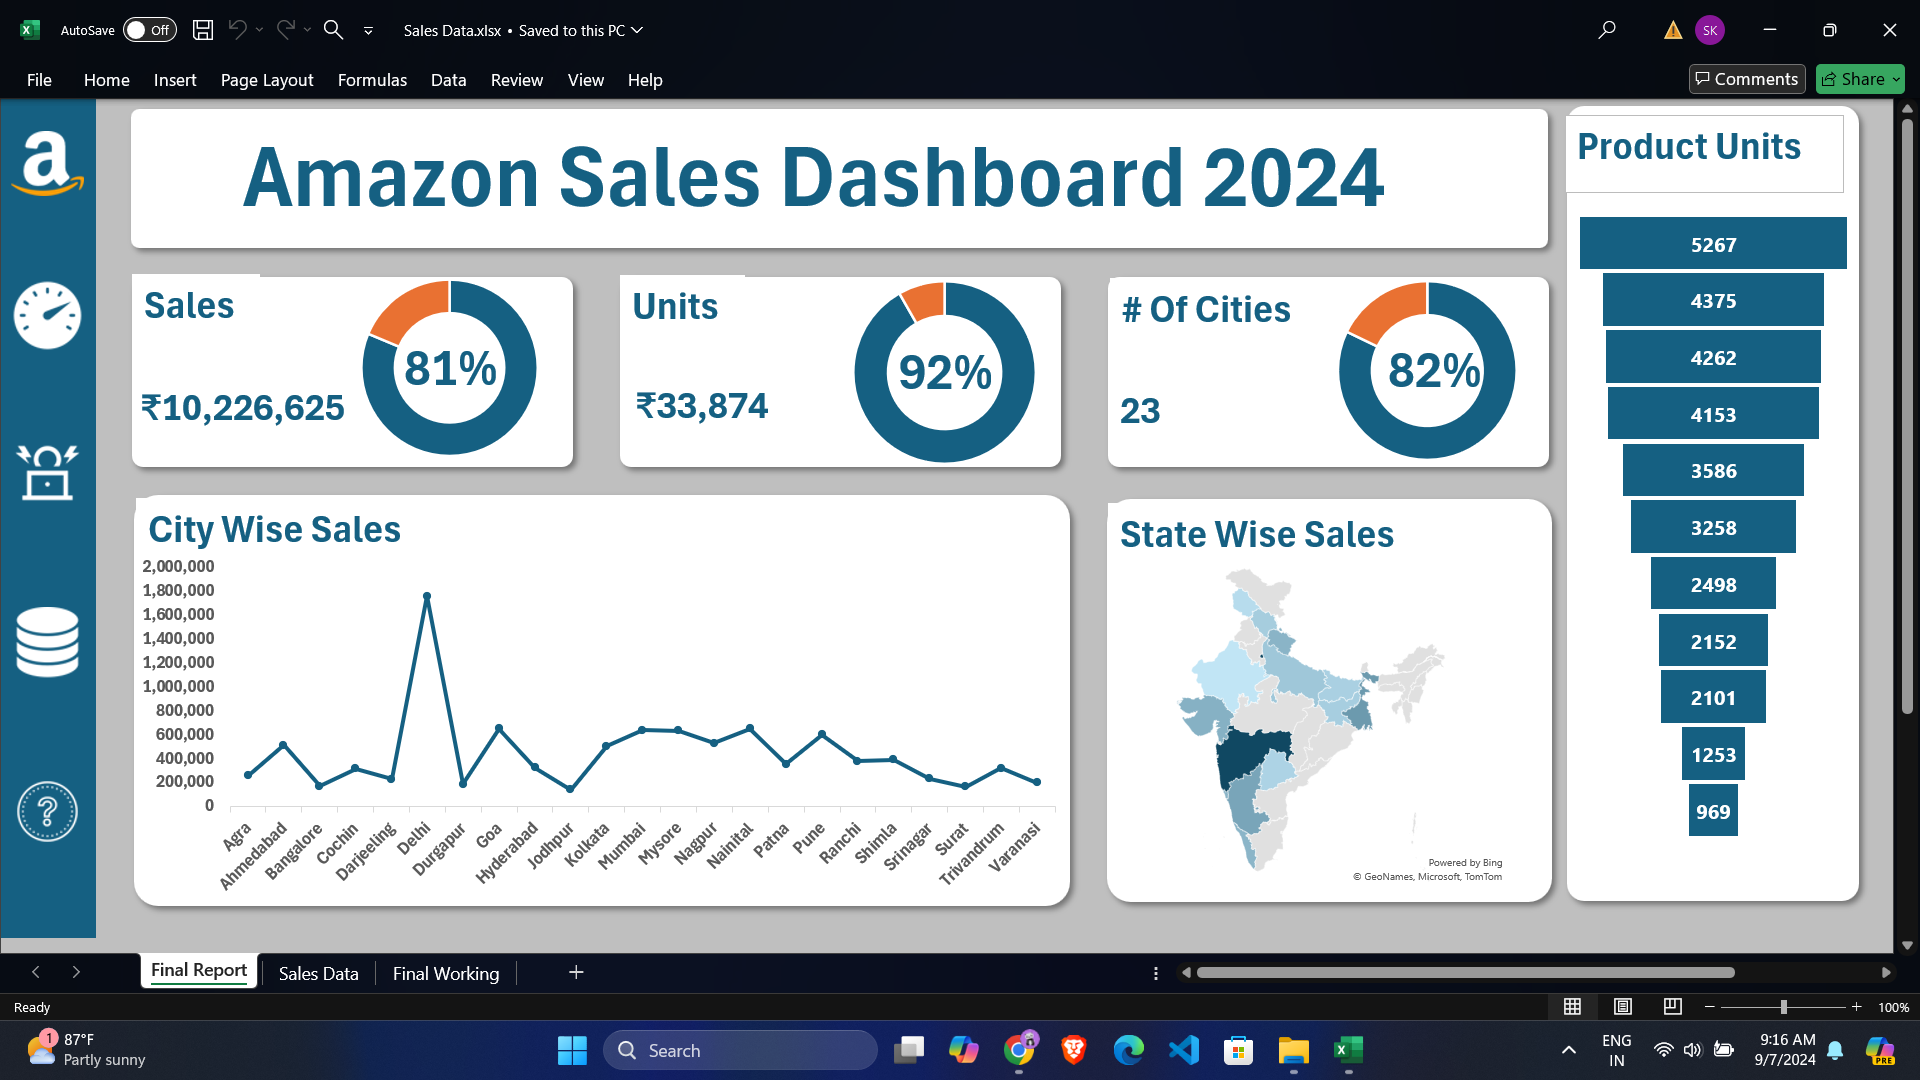 AutoSave Off Sales Data.xlsx • Saved to this PC SK
File Home Insert Page Layout Formulas Data Review View Help Comments Share
a
Amazon Sales Dashboard 2024
Product Units
Sales
81%
₹10,226,625
Units
92%
₹33,874
# Of Cities
82%
23
5267
4375
4262
4153
3586
3258
2498
2152
2101
1253
969
City Wise Sales
2,000,000
1,800,000
1,600,000
1,400,000
1,200,000
1,000,000
800,000
600,000
400,000
200,000
0
Agra
Ahmedabad
Bangalore
Cochin
Darjeeling
Delhi
Durgapur
Goa
Hyderabad
Jodhpur
Kolkata
Mumbai
Mysore
Nagpur
Nainital
Patna
Pune
Ranchi
Shimla
Srinagar
Surat
Trivandrum
Varanasi
State Wise Sales
Powered by Bing
© GeoNames, Microsoft, TomTom
?
Final Report Sales Data Final Working
Ready
100%
1
87°F
Partly sunny
Search
ENG
IN
9:16 AM
9/7/2024
PRE